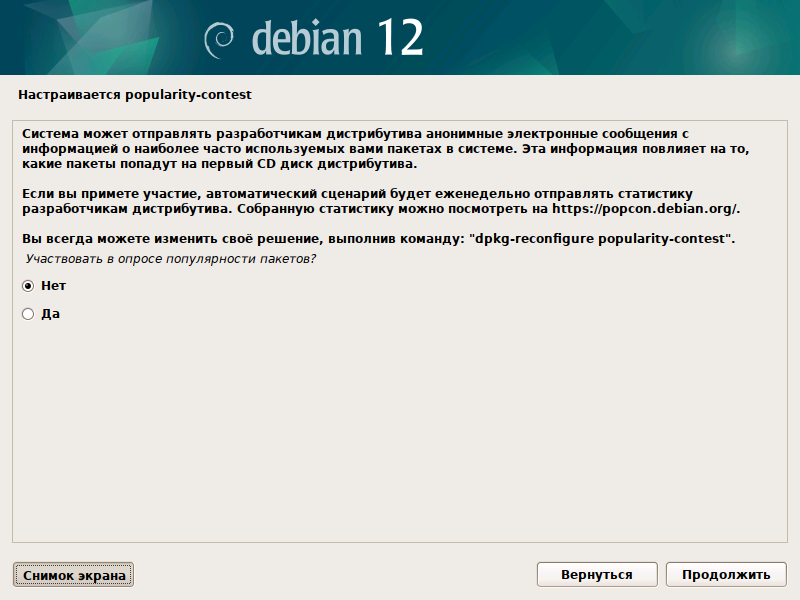 debian 12
Настраивается popularity-contest
Система может отправлять разработчикам дистрибутива анонимные электронные сообщения с
информацией о наиболее часто используемых вами пакетах в системе. Эта информация повлияет на то,
какие пакеты попадут на первый CD диск дистрибутива.
Если вы примете участие, автоматический сценарий будет еженедельно отправлять статистику
разработчикам дистрибутива. Собранную статистику можно посмотреть на https://popcon.debian.org/.
Вы всегда можете изменить своё решение, выполнив команду: "dpkg-reconfigure popularity-contest".
Участвовать в опросе популярности пакетов?
Нет
Да
Снимок экрана
Вернуться
Продолжить